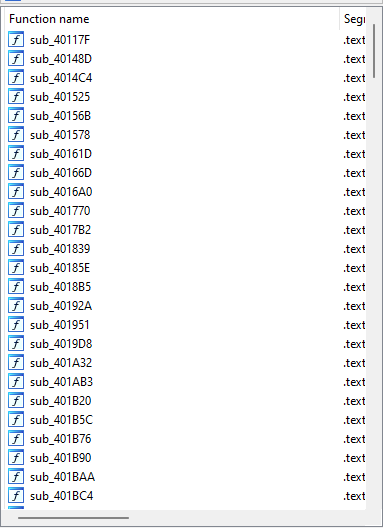 Function name Segr
sub_40117F .text
sub_40148D .text
sub_4014C4 .text
sub_401525 .text
sub_40156B .text
sub_401578 .text
sub_40161D .text
sub_40166D .text
sub_4016A0 .text
sub_401770 .text
sub_4017B2 .text
sub_401839 .text
sub_40185E .text
sub_4018B5 .text
sub_40192A .text
sub_401951 .text
sub_4019D8 .text
sub_401A32 .text
sub_401AB3 .text
sub_401B20 .text
sub_401B5C .text
sub_401B76 .text
sub_401B90 .text
sub_401BAA .text
sub_401BC4 .text